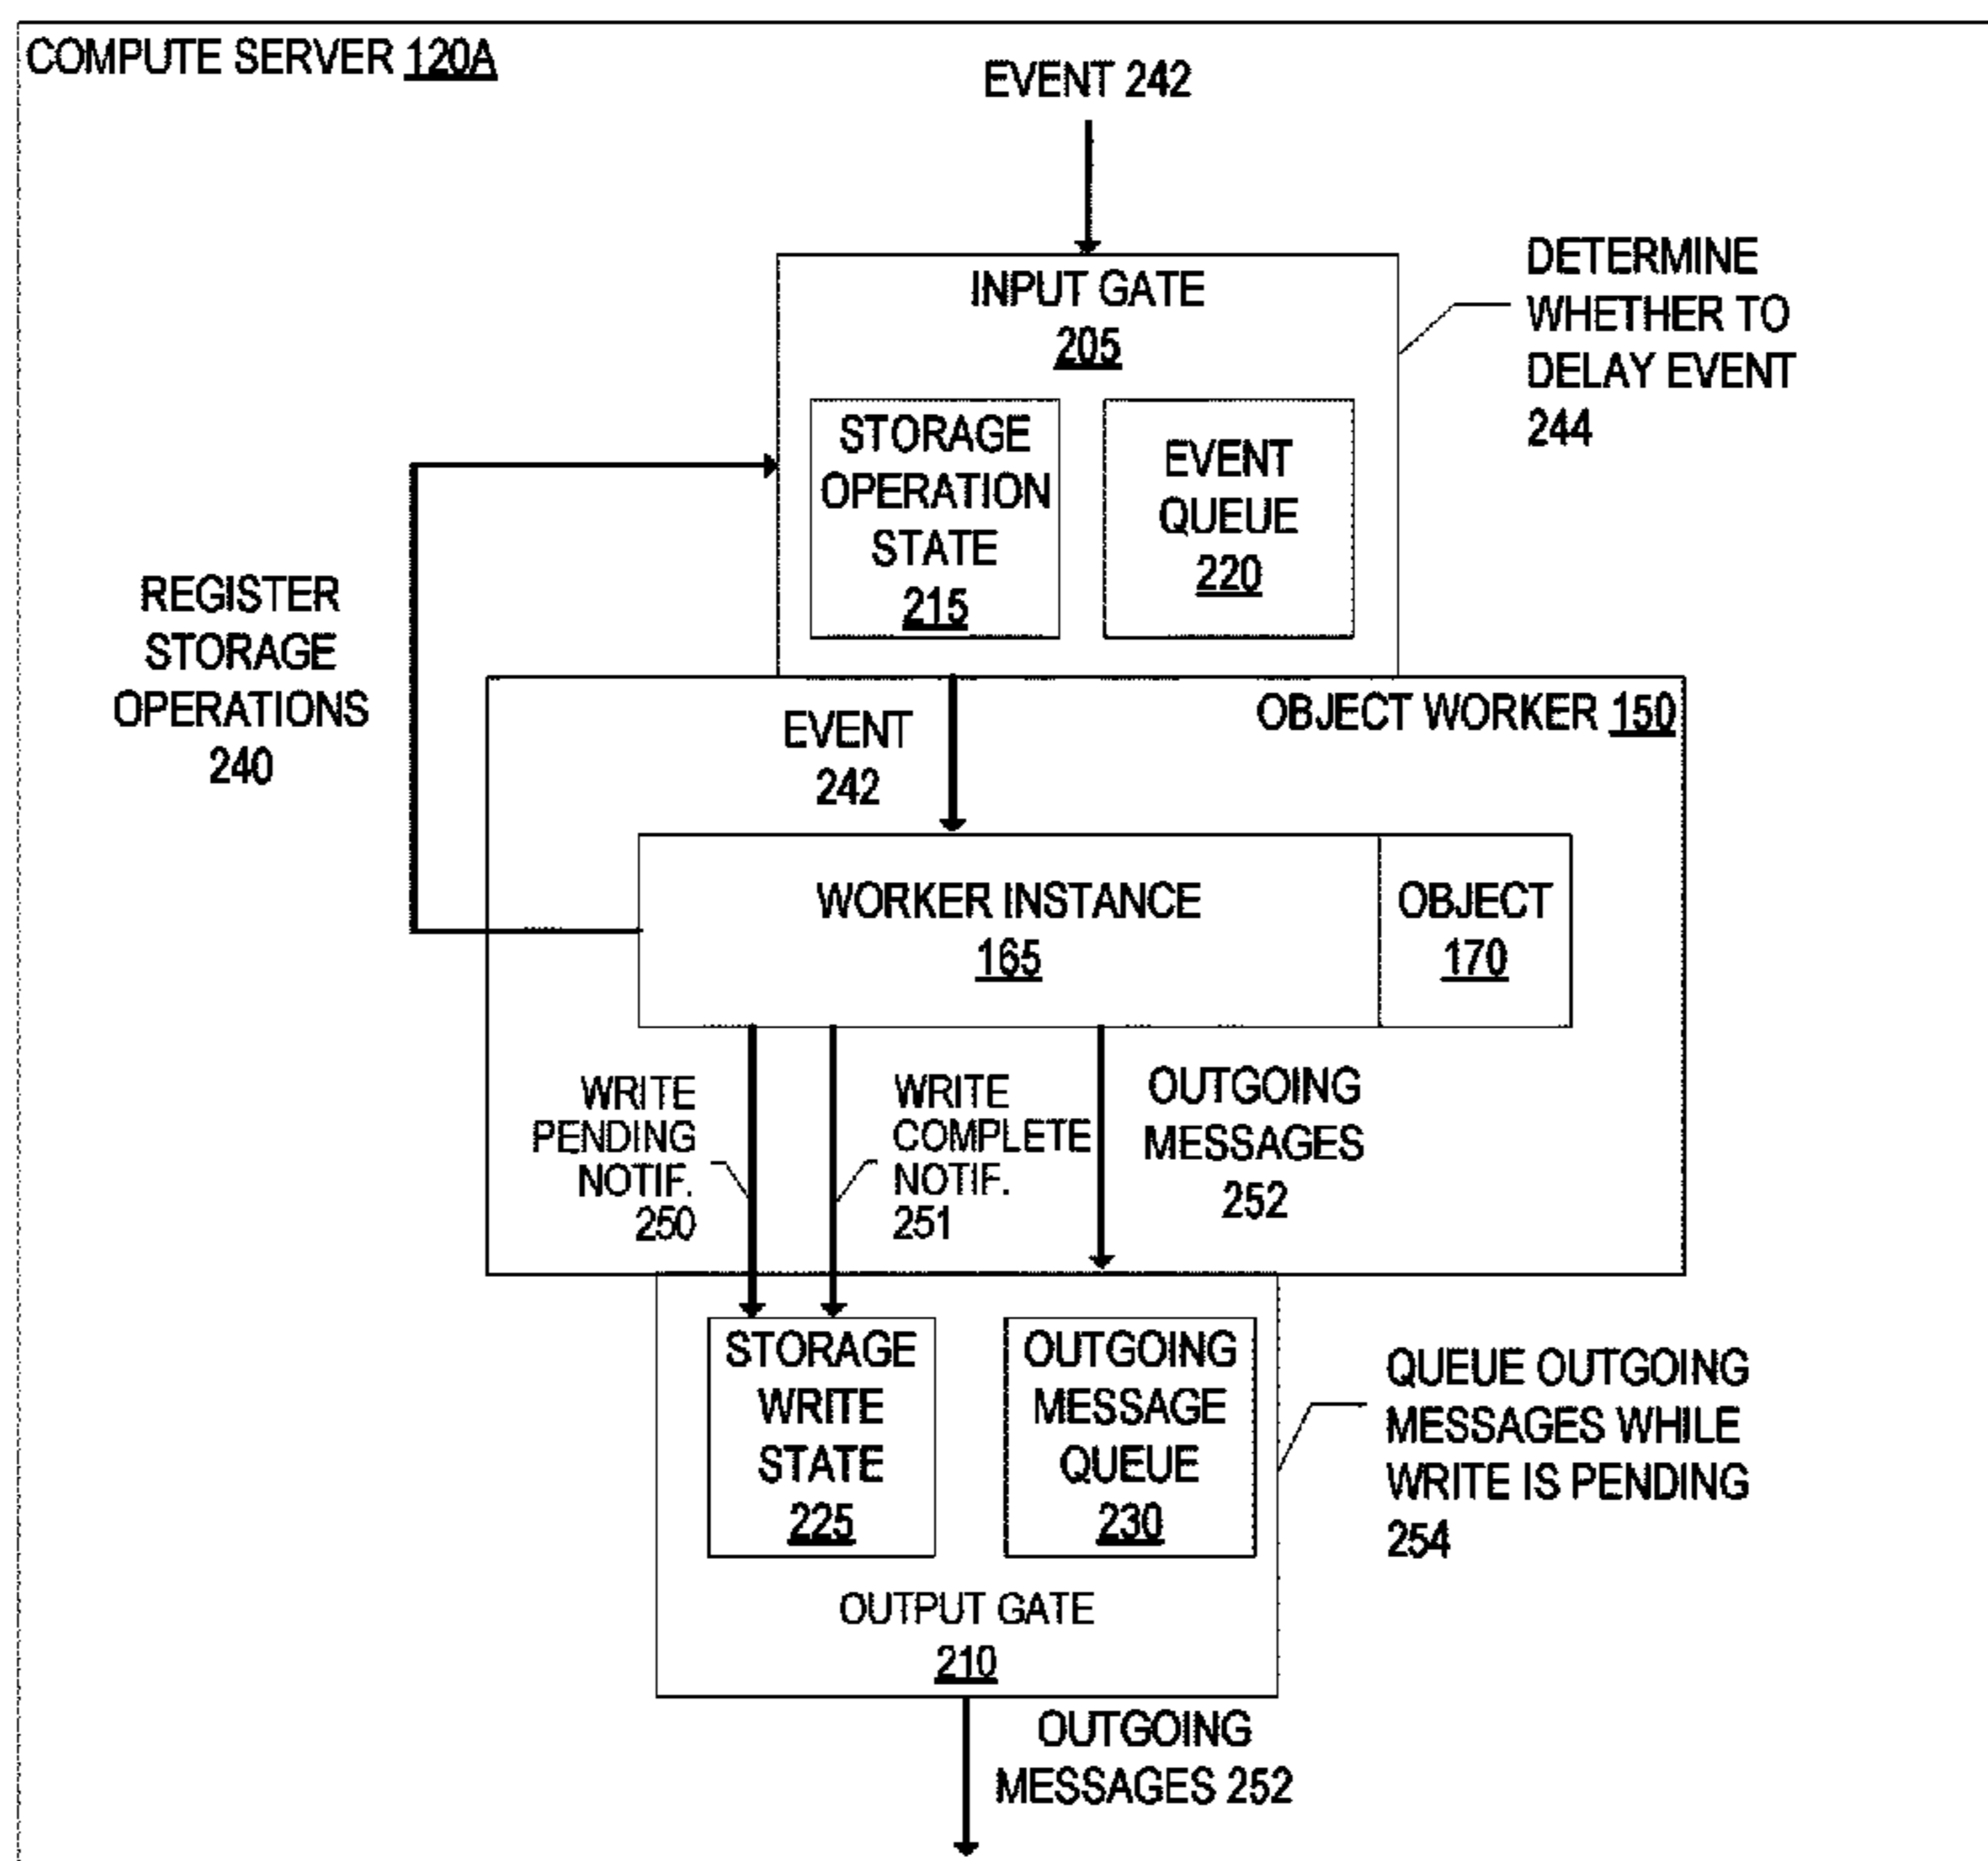 COMPUTE SERVER 120A
EVENT 242
INPUT GATE
205
DETERMINE
WHETHER TO
DELAY EVENT
244
STORAGE
OPERATION
STATE
215
EVENT
QUEUE
220
REGISTER
STORAGE
OPERATIONS
240
OBJECT WORKER 150
EVENT
242
WORKER INSTANCE
165
OBJECT
170
WRITE
PENDING
NOTIF.
250
WRITE
COMPLETE
NOTIF.
251
OUTGOING
MESSAGES
252
STORAGE
WRITE
STATE
225
OUTGOING
MESSAGE
QUEUE
230
QUEUE OUTGOING
MESSAGES WHILE
WRITE IS PENDING
254
OUTPUT GATE
210
OUTGOING
MESSAGES 252